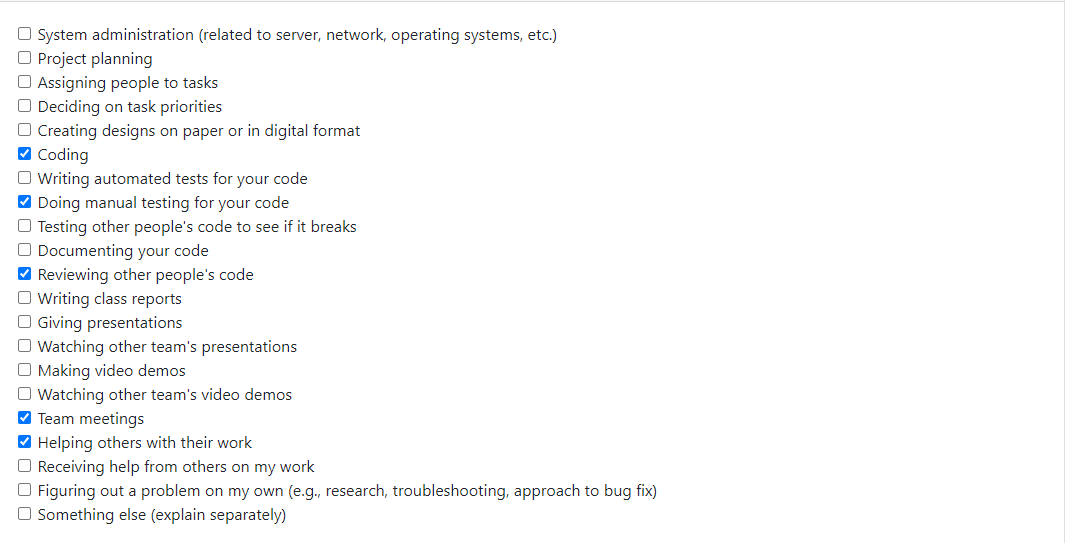 System administration (related to server, network, operating systems, etc.)
Project planning
Assigning people to tasks
Deciding on task priorities
Creating designs on paper or in digital format
Coding
Writing automated tests for your code
Doing manual testing for your code
Testing other people's code to see if it breaks
Documenting your code
Reviewing other people's code
Writing class reports
Giving presentations
Watching other team's presentations
Making video demos
Watching other team's video demos
Team meetings
Helping others with their work
Receiving help from others on my work
Figuring out a problem on my own (e.g., research, troubleshooting, approach to bug fix)
Something else (explain separately)